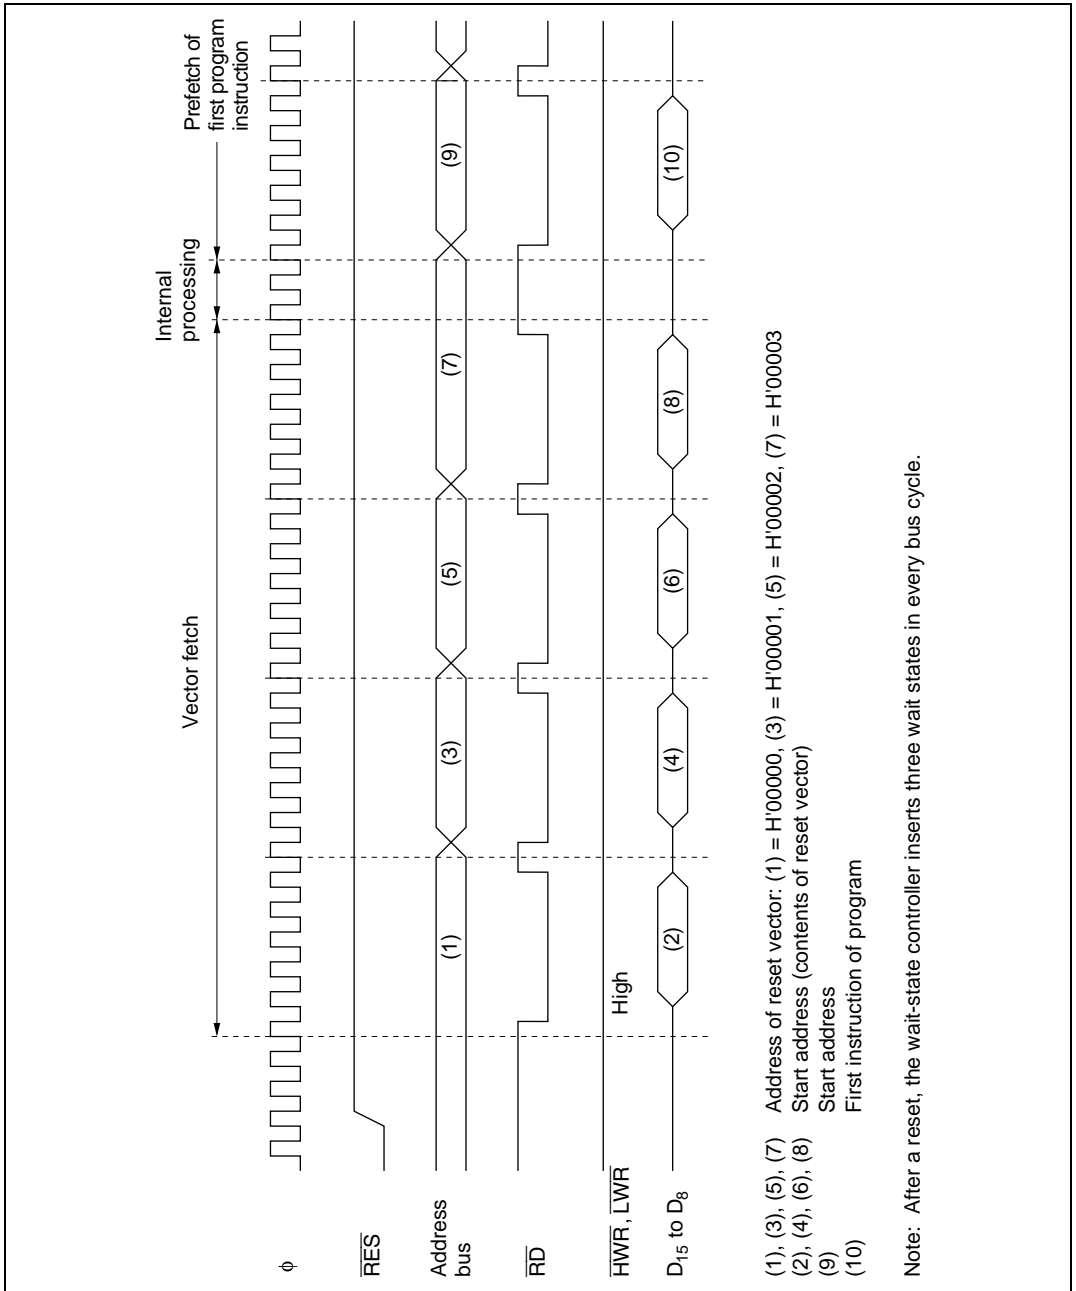 Vector fetch
Internal
processing
Prefetch of
first program
instruction
φ
RES
Address
bus
(1)
(3)
(5)
(7)
(9)
RD
HWR, LWR
High
D15 to D8
(2)
(4)
(6)
(8)
(10)
(1), (3), (5), (7) Address of reset vector: (1) = H'00000, (3) = H'00001, (5) = H'00002, (7) = H'00003
(2), (4), (6), (8) Start address (contents of reset vector)
(9) Start address
(10) First instruction of program
Note: After a reset, the wait-state controller inserts three wait states in every bus cycle.